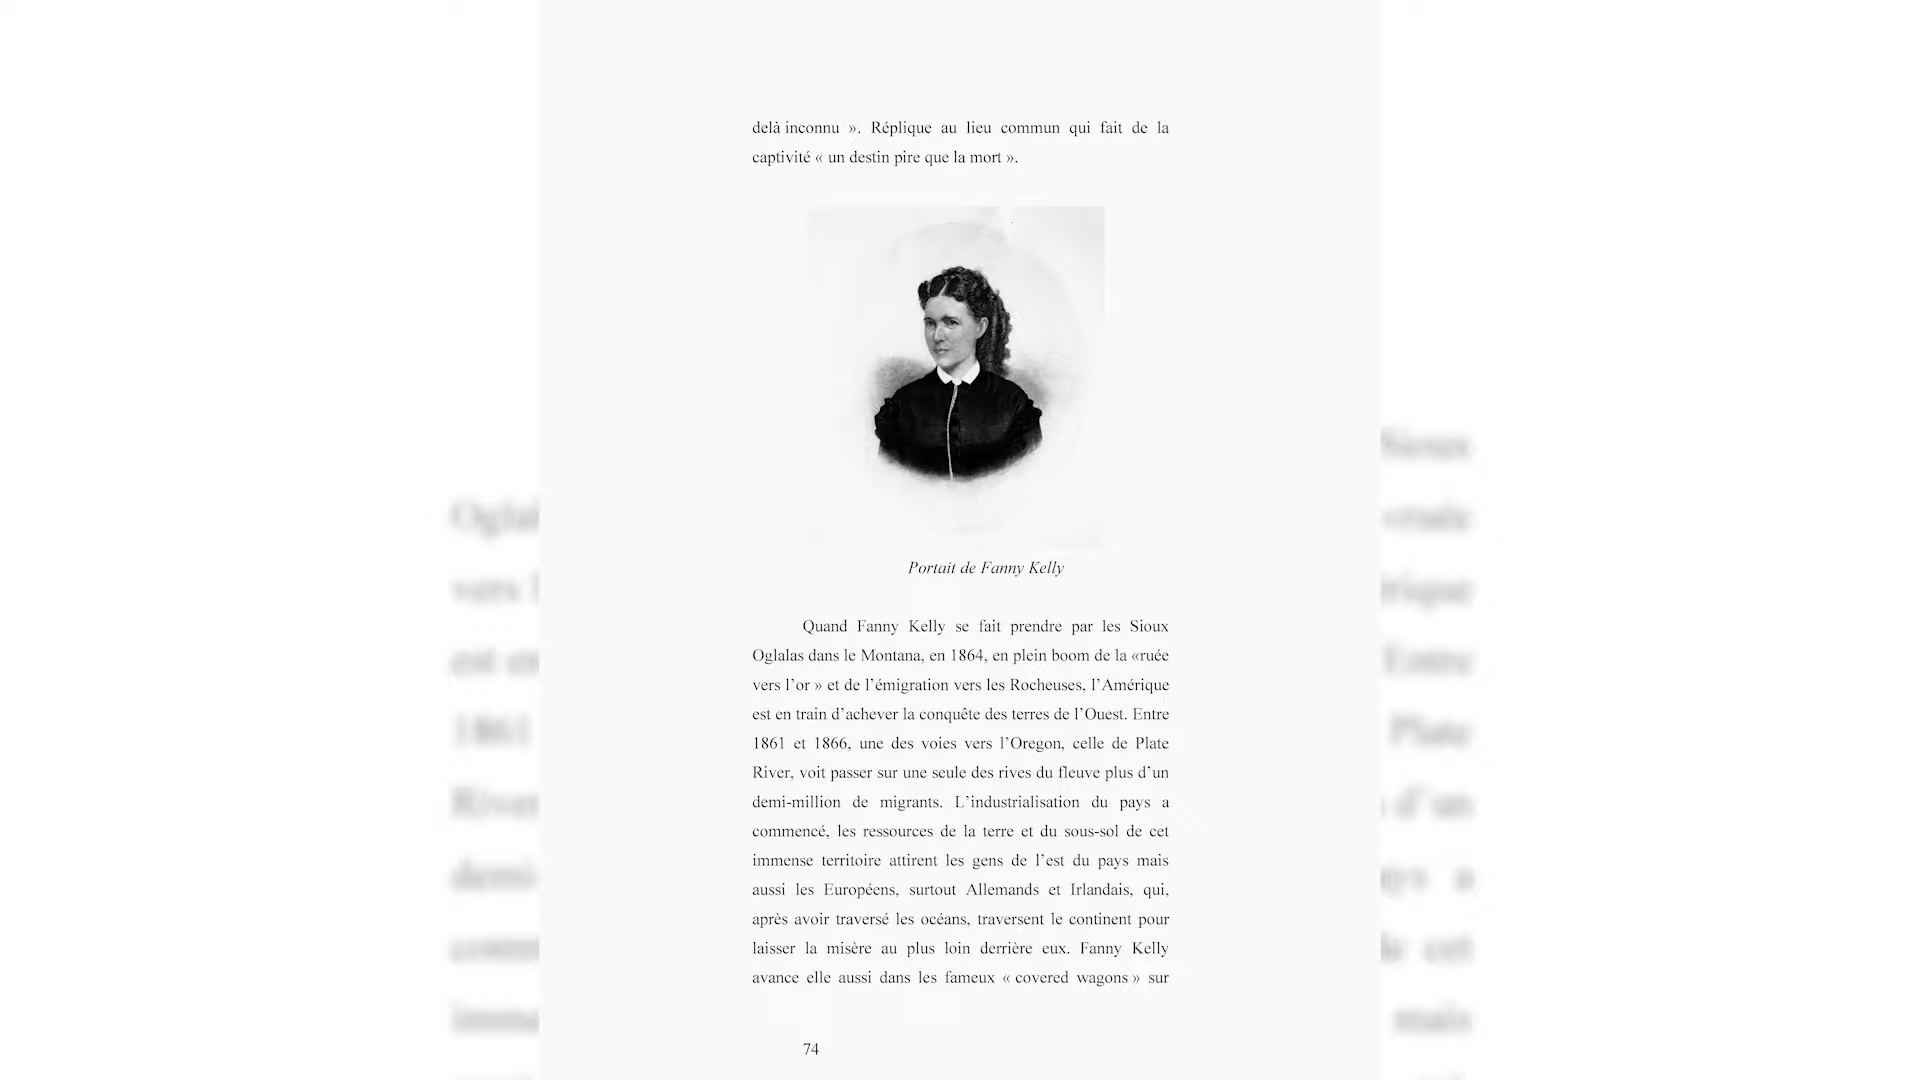 delà inconnu ». Réplique au lieu commun qui fait de la
captivité « un destin pire que la mort ».
Portait de Fanny Kelly
Quand Fanny Kelly se fait prendre par les Sioux
Oglalas dans le Montana, en 1864, en plein boom de la «ruée
vers l’or » et de l’émigration vers les Rocheuses, l’Amérique
est en train d’achever la conquête des terres de l’Ouest. Entre
1861 et 1866, une des voies vers l’Oregon, celle de Plate
River, voit passer sur une seule des rives du fleuve plus d’un
demi-million de migrants. L’industrialisation du pays a
commencé, les ressources de la terre et du sous-sol de cet
immense territoire attirent les gens de l’est du pays mais
aussi les Européens, surtout Allemands et Irlandais, qui,
après avoir traversé les océans, traversent le continent pour
laisser la misère au plus loin derrière eux. Fanny Kelly
avance elle aussi dans les fameux « covered wagons » sur
74